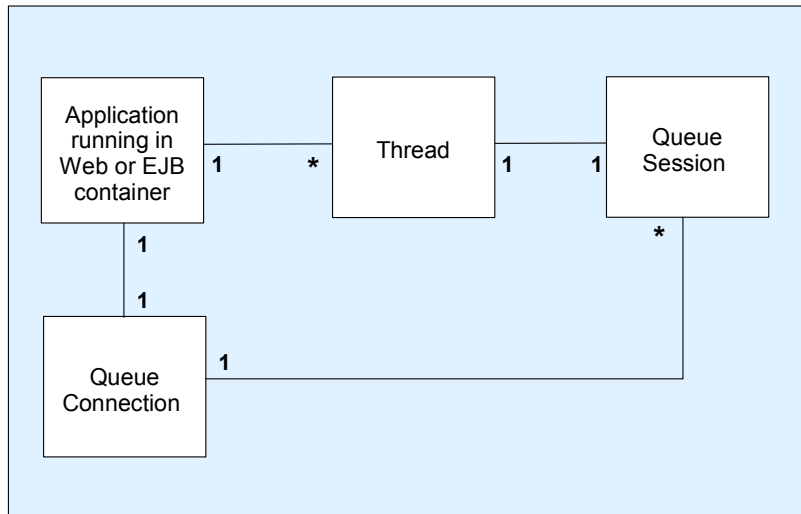 Application
running in
Web or EJB
container
1
*
Thread
1
1
Queue
Session
*
1
1
Queue
Connection
1